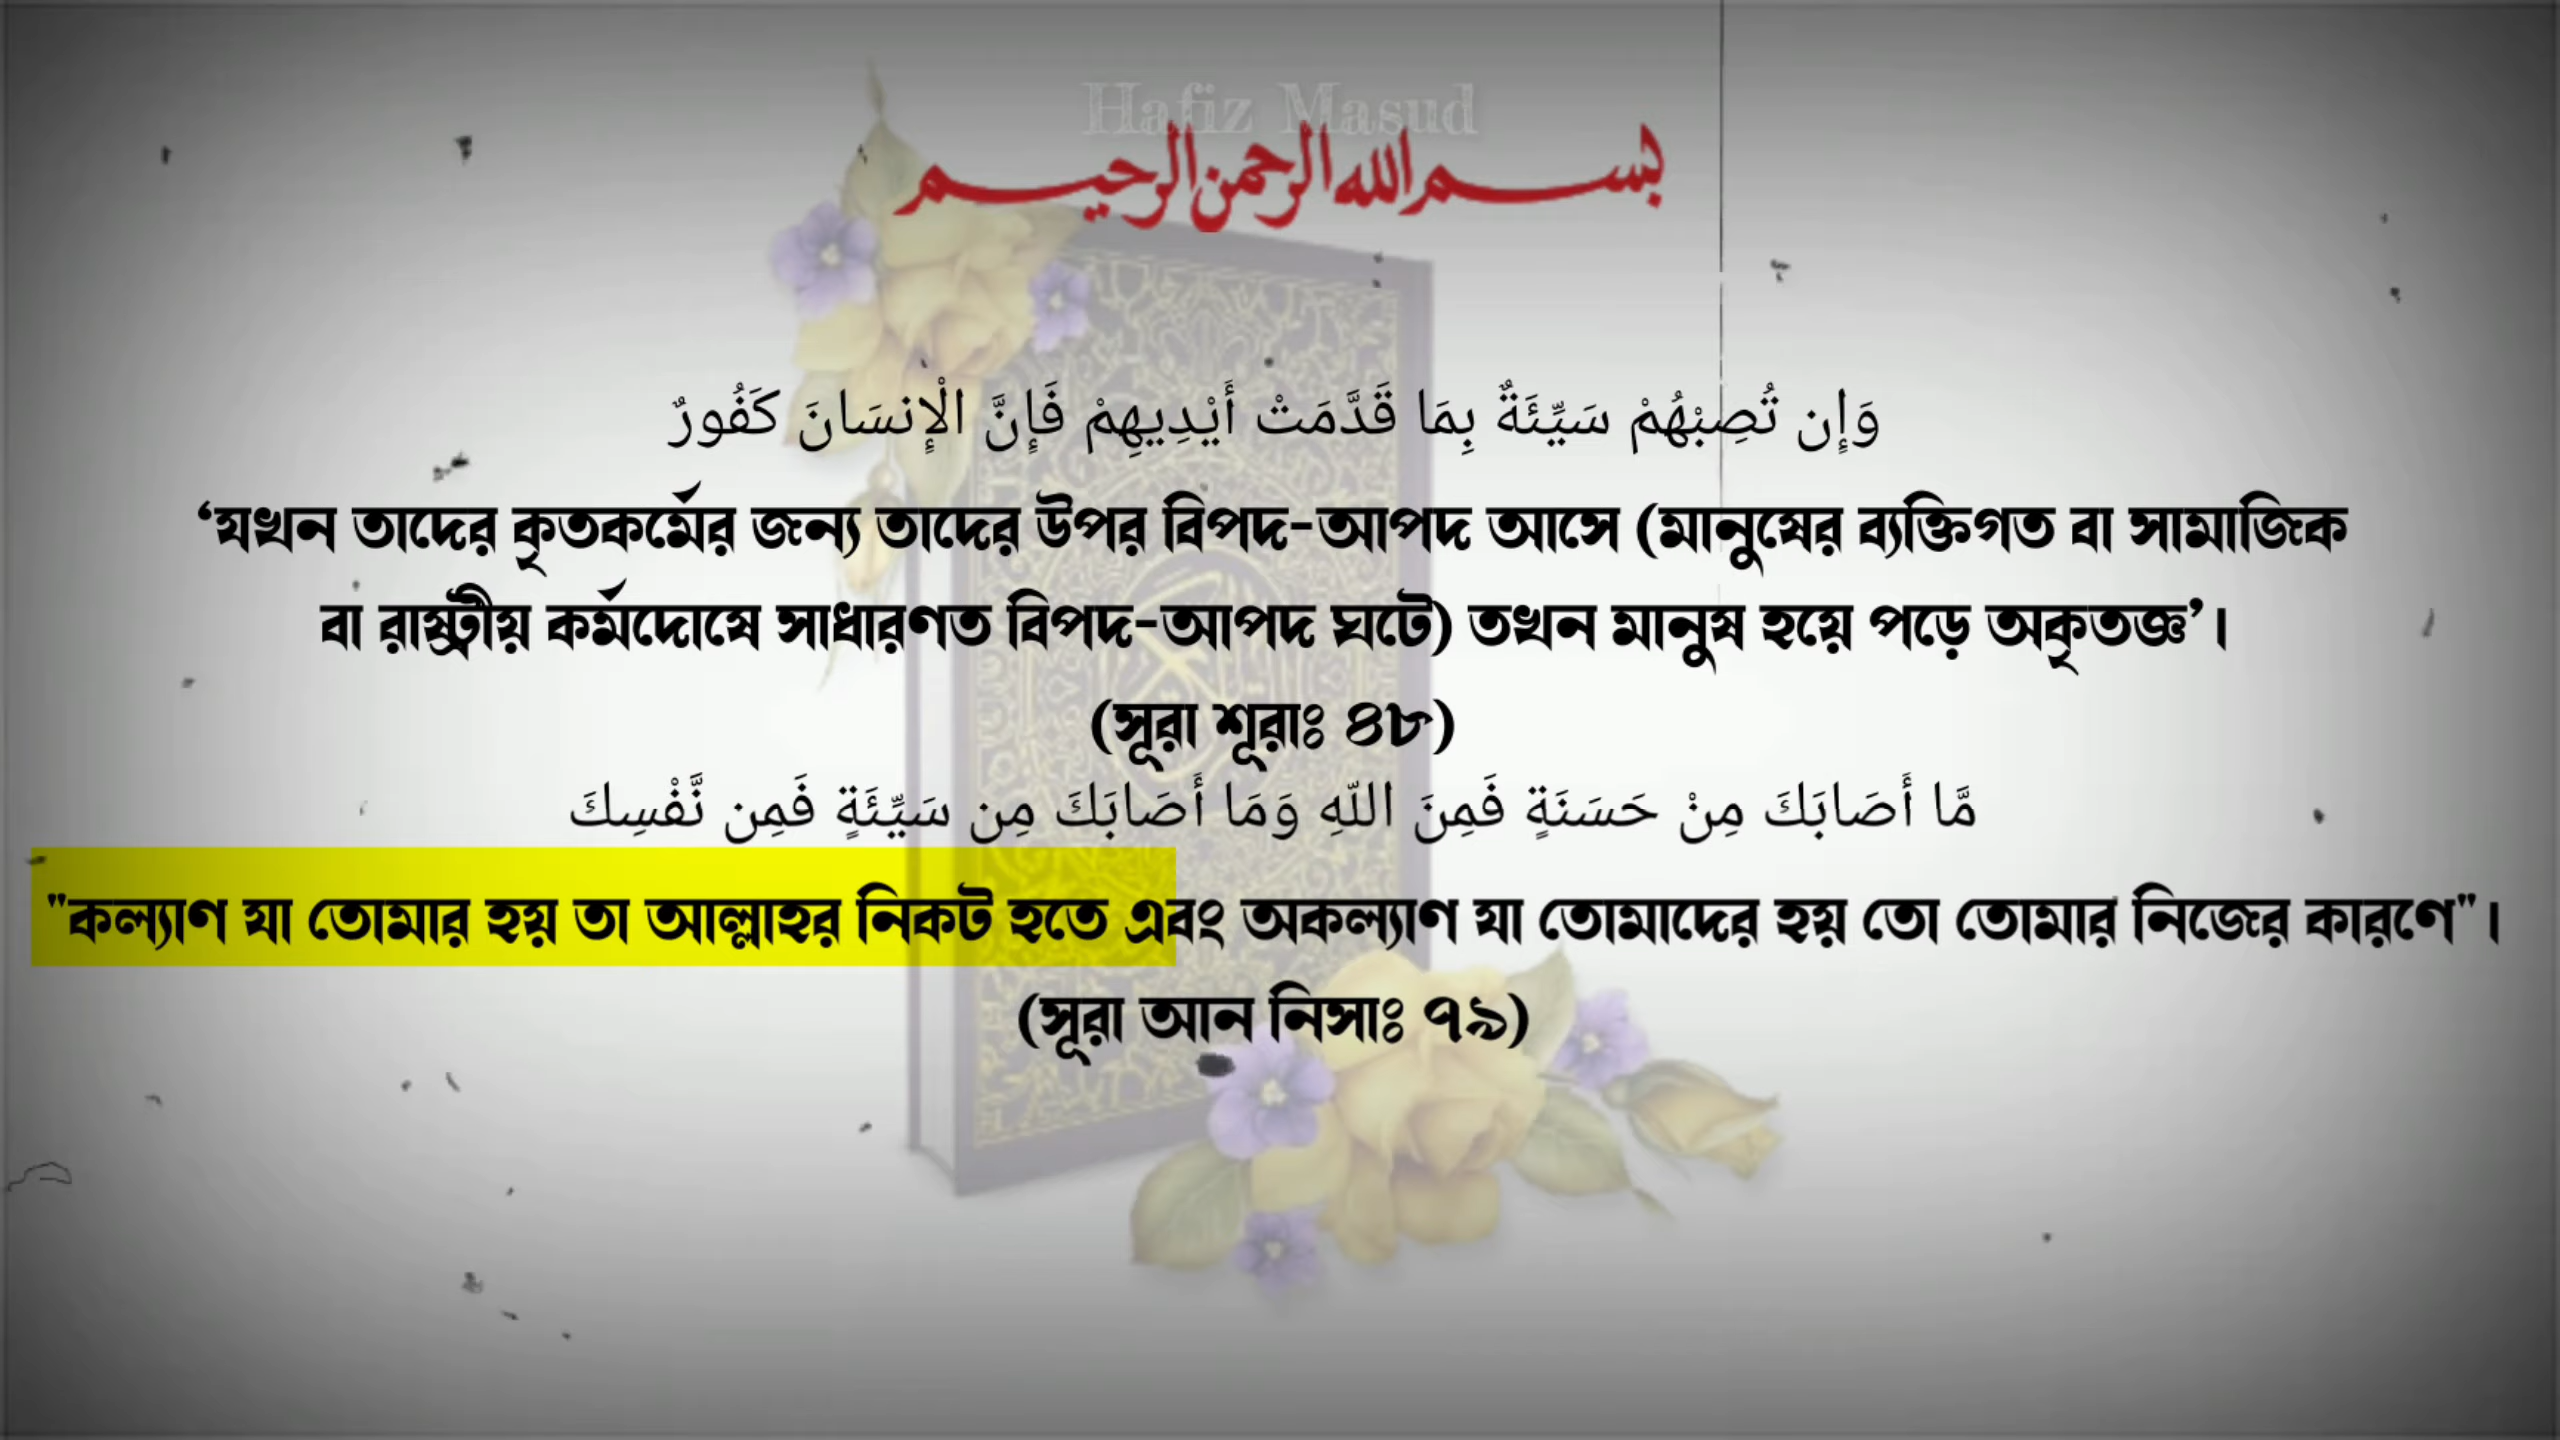 Hafiz Masud
بسم الله الرحمن الرحيم
وَإِن تُصِبْهُمْ سَيِّئَةٌ بِمَا قَدَّمَتْ أَيْدِيهِمْ فَإِنَّ الْإِنسَانَ كَفُورٌ
‘যখন তাদের কৃতকর্মের জন্য তাদের উপর বিপদ-আপদ আসে (মানুষের ব্যক্তিগত বা সামাজিক
বা রাষ্ট্রীয় কর্মদোষে সাধারণত বিপদ-আপদ ঘটে) তখন মানুষ হয়ে পড়ে অকৃতজ্ঞ’।
(সূরা শূরাঃ ৪৮)
مَّا أَصَابَكَ مِنْ حَسَنَةٍ فَمِنَ اللّهِ وَمَا أَصَابَكَ مِن سَيِّئَةٍ فَمِن نَّفْسِكَ
"কল্যাণ যা তোমার হয় তা আল্লাহর নিকট হতে এবং অকল্যাণ যা তোমাদের হয় তো তোমার নিজের কারণে"।
(সূরা আন নিসাঃ ৭৯)